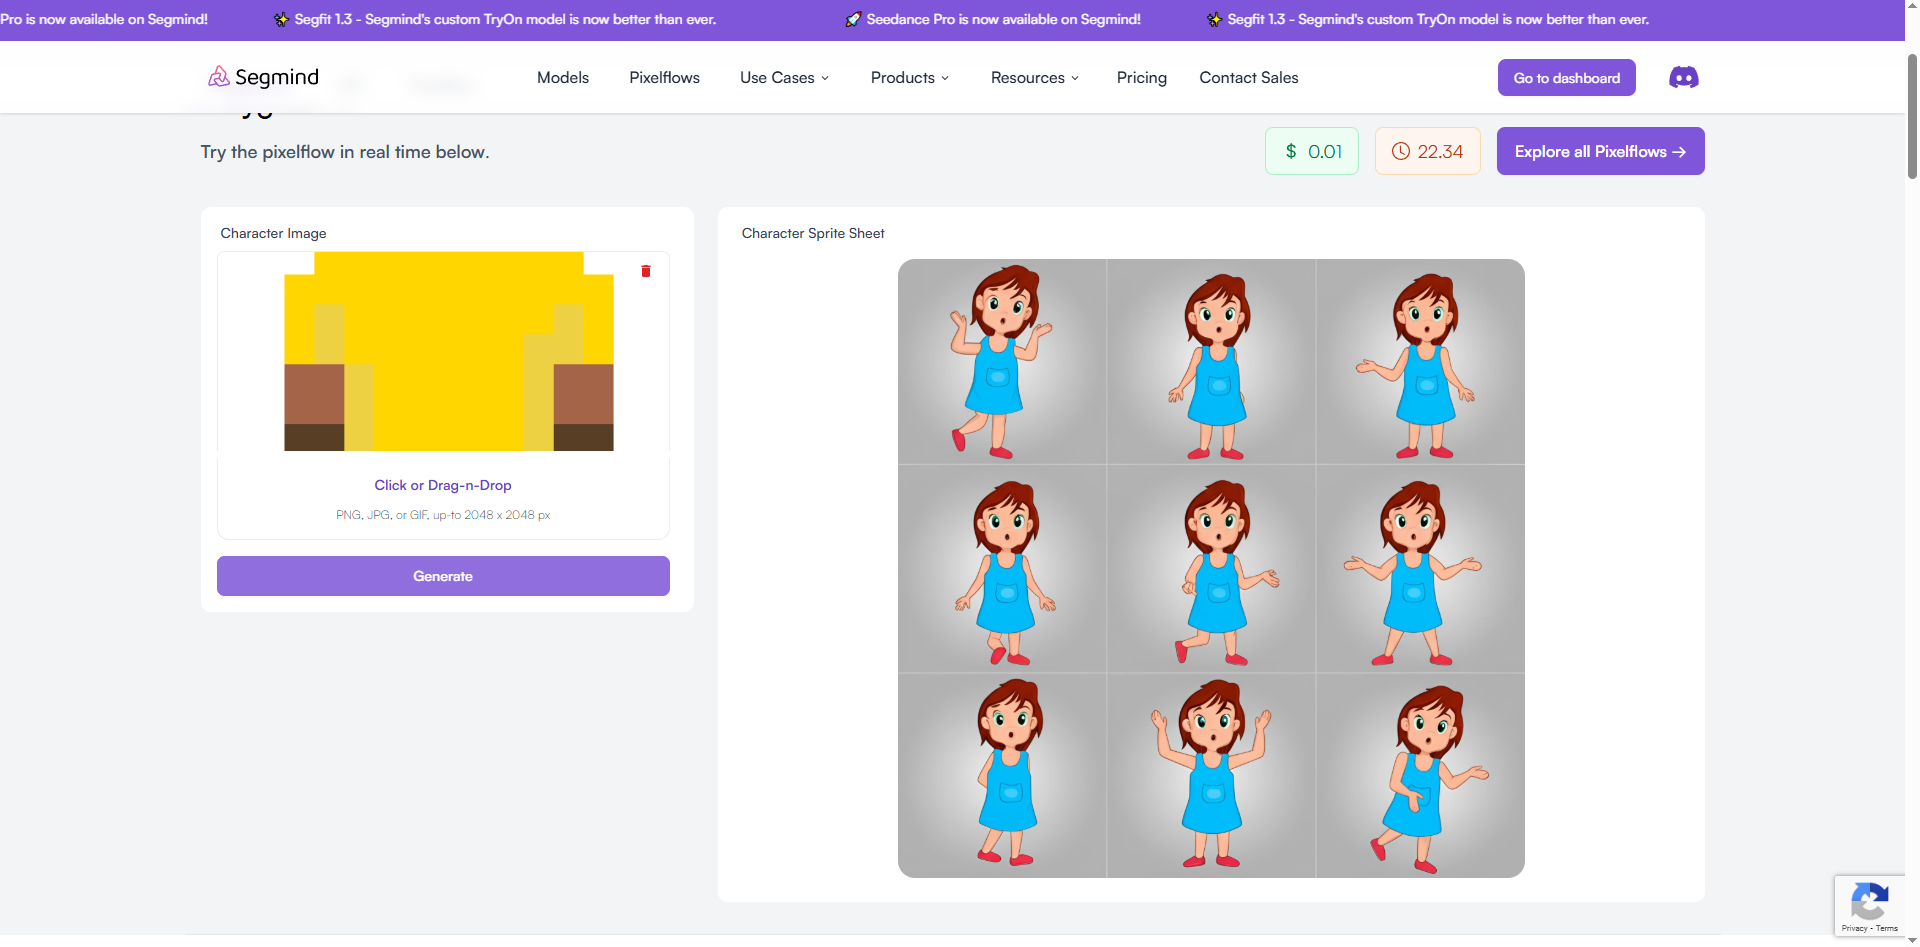 Pro is now available on Segmind!
✨ Segfit 1.3 - Segmind's custom TryOn model is now better than ever.
🚀 Seedance Pro is now available on Segmind!
✨ Segfit 1.3 - Segmind's custom TryOn model is now better than ever.
Segmind
Models
Pixelflows
Use Cases
Products
Resources
Pricing
Contact Sales
Go to dashboard
Try the pixelflow in real time below.
$ 0.01
22.34
Explore all Pixelflows →
Character Image
Click or Drag-n-Drop
PNG, JPG, or GIF, up-to 2048 x 2048 px
Generate
Character Sprite Sheet
Privacy - Terms